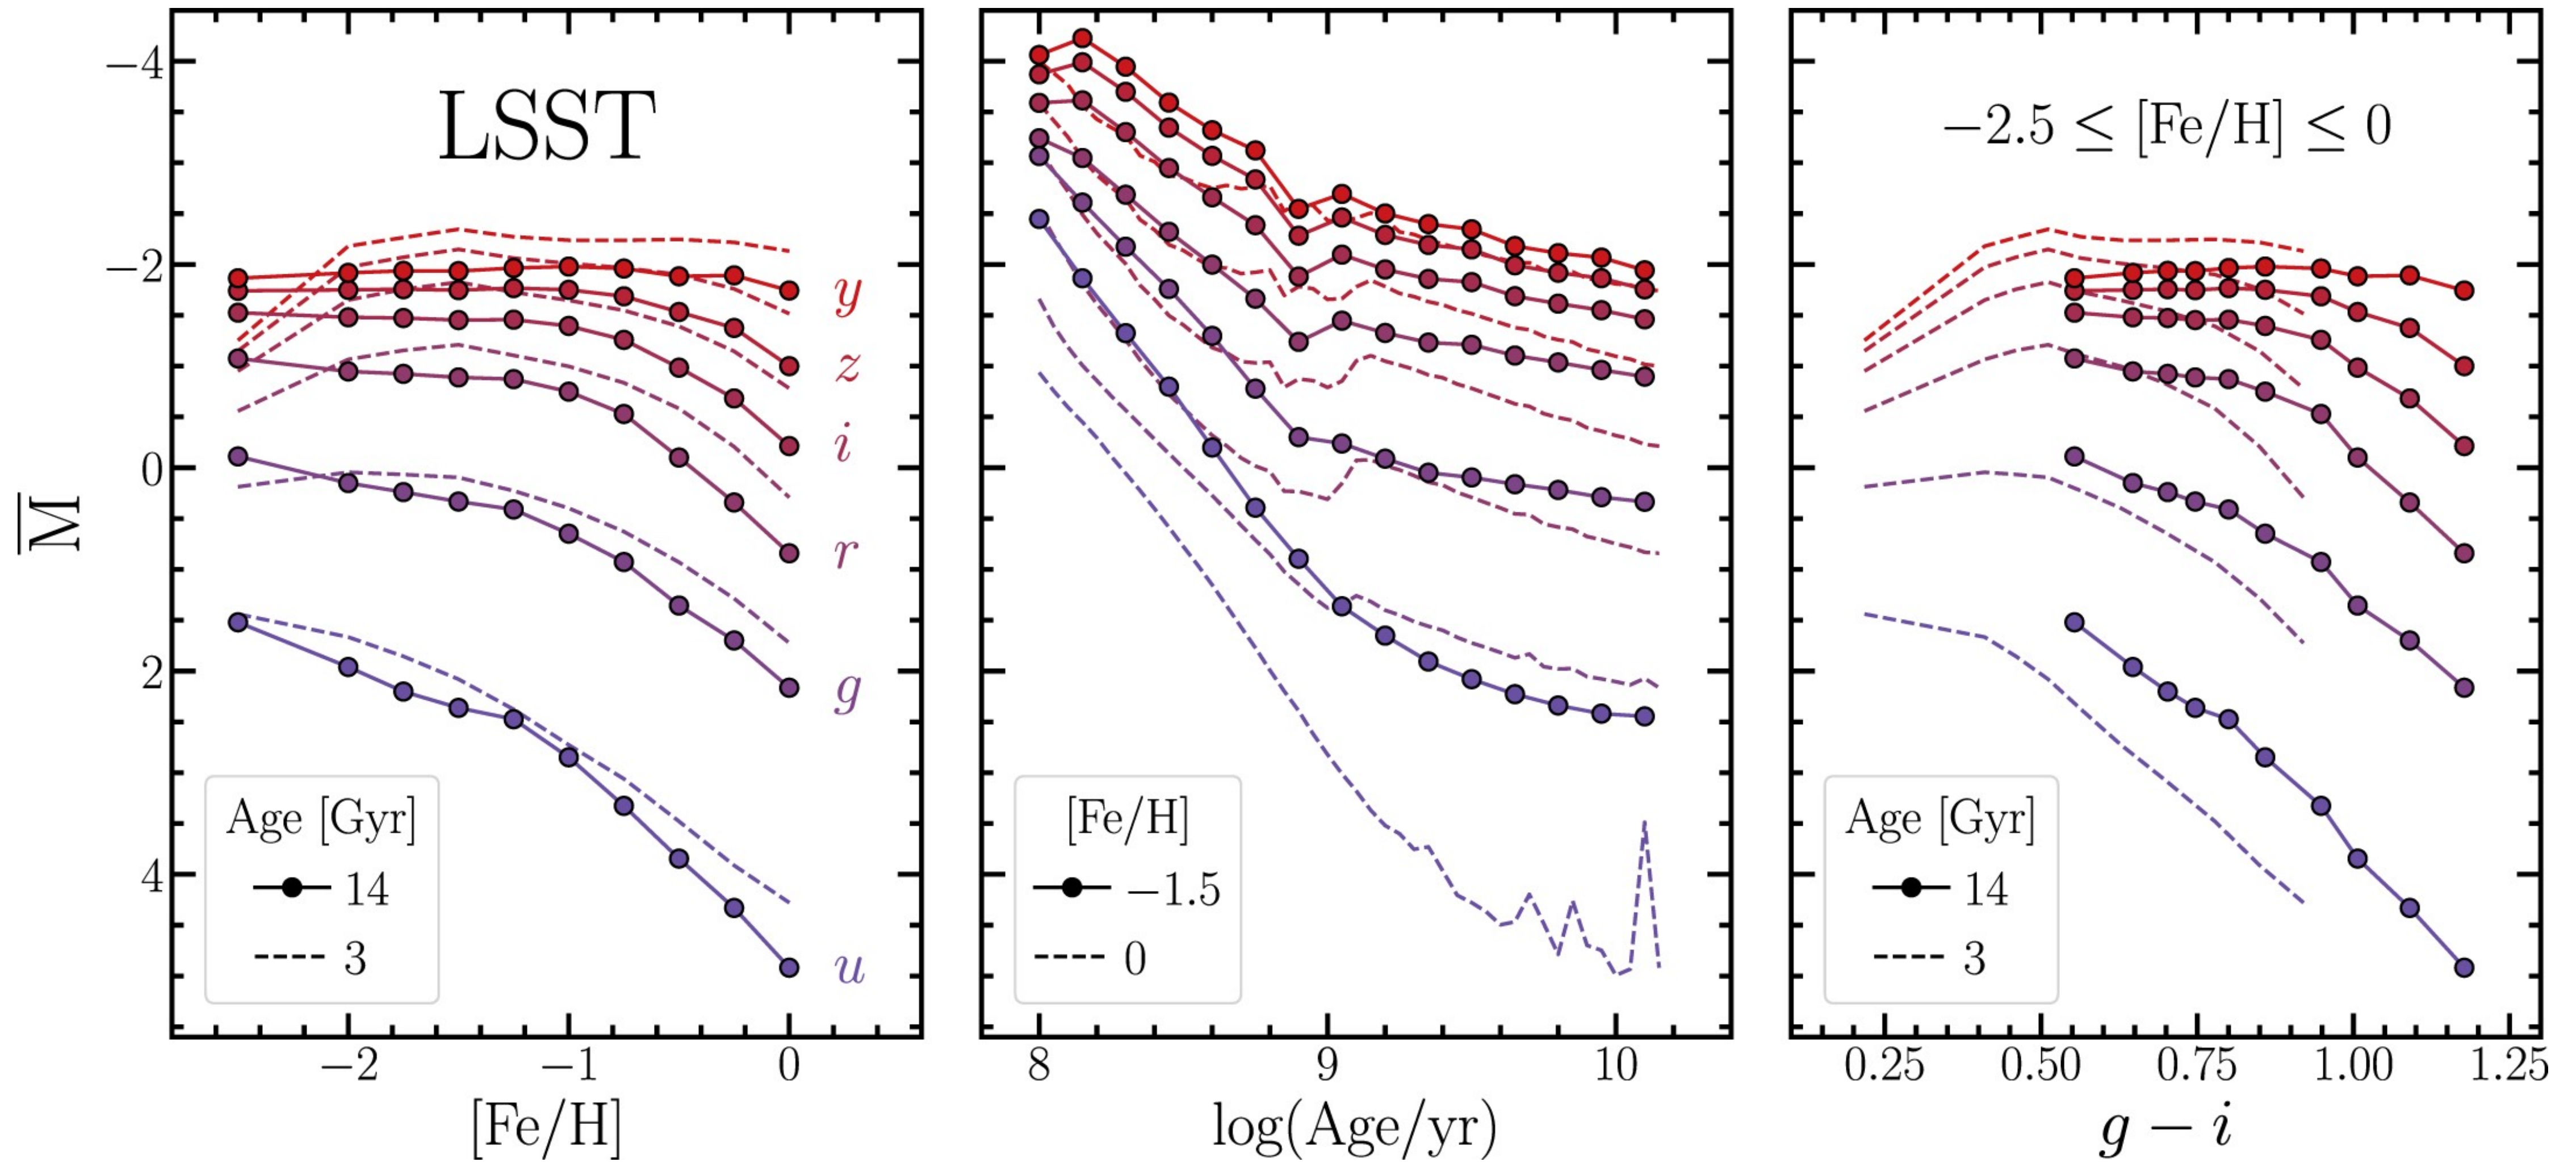 M̅
−4
−2
0
2
4
LSST
y
z
i
r
g
u
Age [Gyr]
14
3
−2 −1 0
[Fe/H]
[Fe/H]
−1.5
0
8 9 10
log(Age/yr)
−2.5 ≤ [Fe/H] ≤ 0
Age [Gyr]
14
3
0.25 0.50 0.75 1.00 1.25
g − i